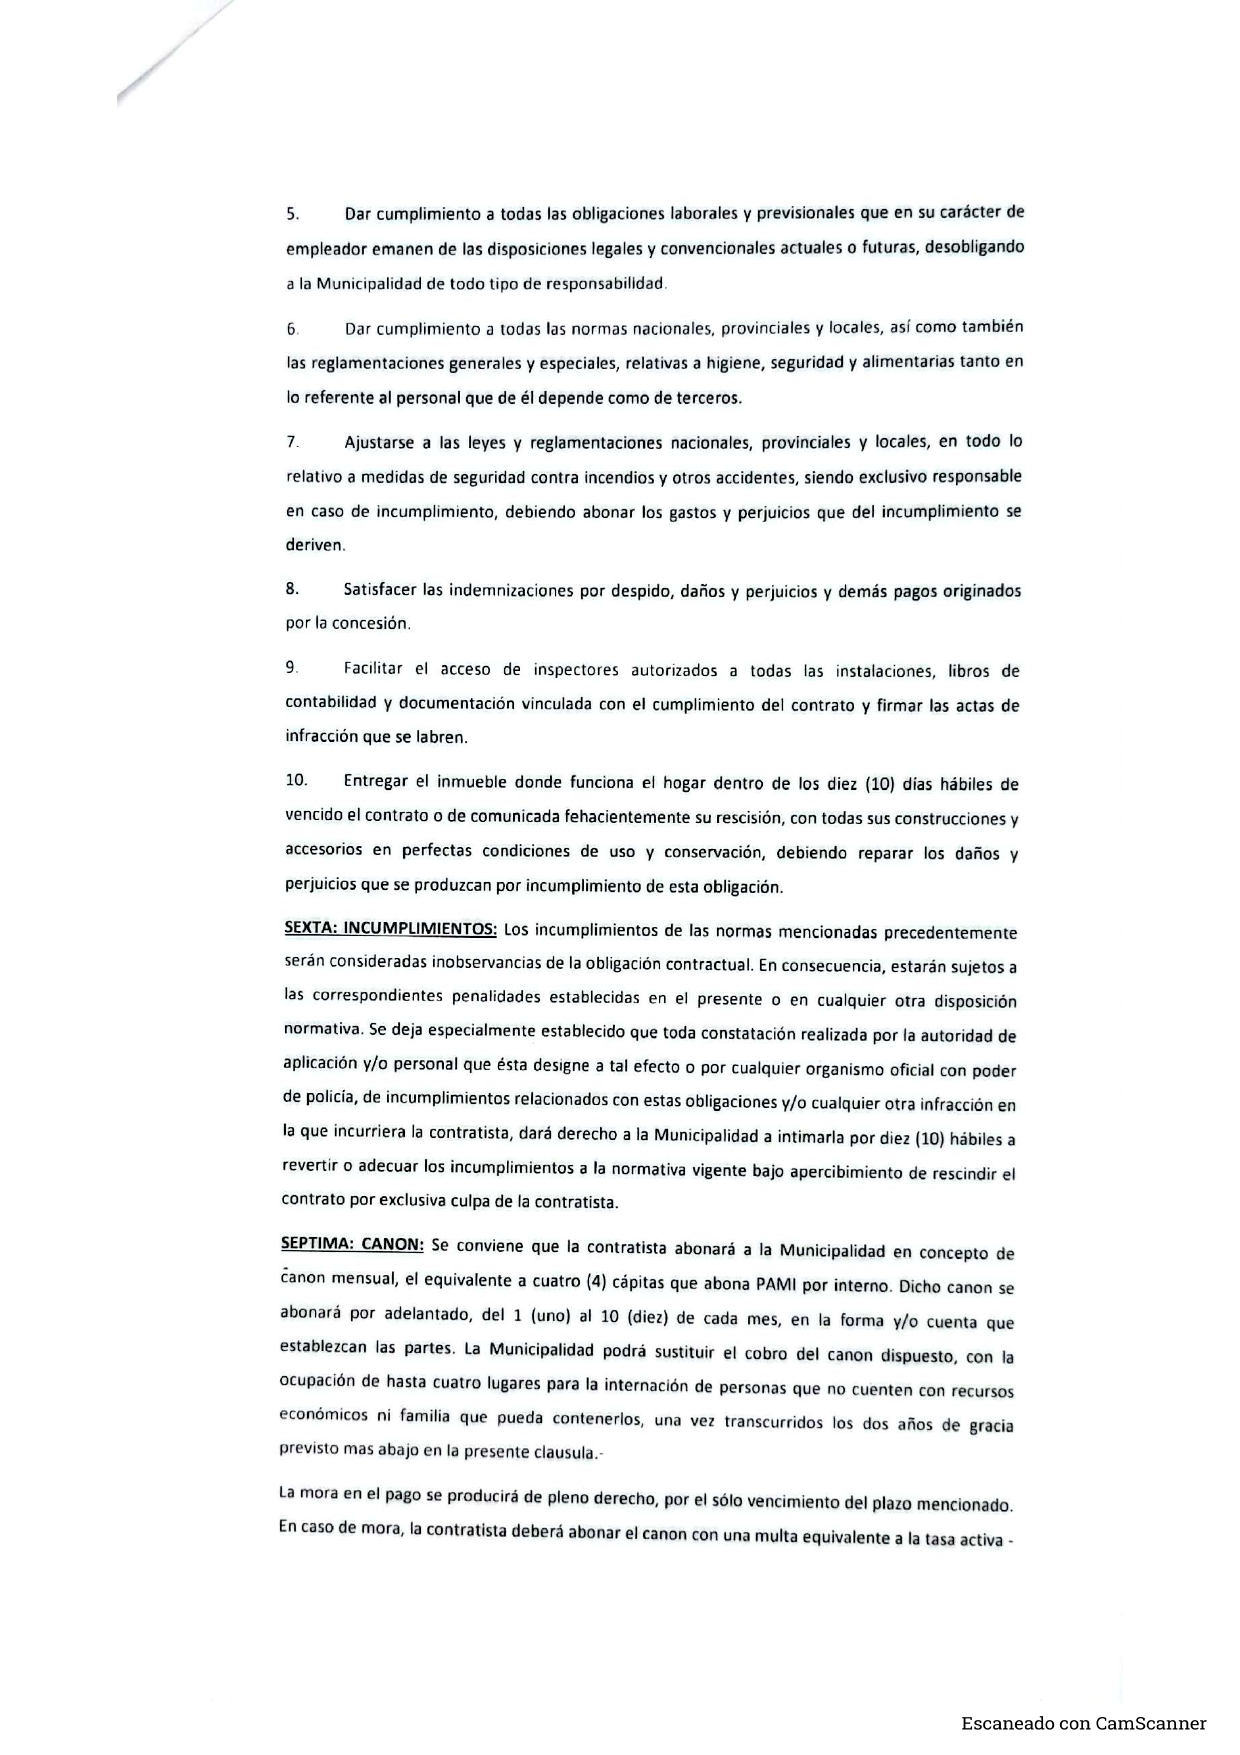 5. Dar cumplimiento a todas las obligaciones laborales y previsionales que en su carácter de
empleador emanen de las disposiciones legales y convencionales actuales o futuras, desobligando
a la Municipalidad de todo tipo de responsabilidad.
6. Dar cumplimiento a todas las normas nacionales, provinciales y locales, así como también
las reglamentaciones generales y especiales, relativas a higiene, seguridad y alimentarias tanto en
lo referente al personal que de él depende como de terceros.
7. Ajustarse a las leyes y reglamentaciones nacionales, provinciales y locales, en todo lo
relativo a medidas de seguridad contra incendios y otros accidentes, siendo exclusivo responsable
en caso de incumplimiento, debiendo abonar los gastos y perjuicios que del incumplimiento se
deriven.
8. Satisfacer las indemnizaciones por despido, daños y perjuicios y demás pagos originados
por la concesión.
9. Facilitar el acceso de inspectores autorizados a todas las instalaciones, libros de
contabilidad y documentación vinculada con el cumplimiento del contrato y firmar las actas de
infracción que se labren.
10. Entregar el inmueble donde funciona el hogar dentro de los diez (10) días hábiles de
vencido el contrato o de comunicada fehacientemente su rescisión, con todas sus construcciones y
accesorios en perfectas condiciones de uso y conservación, debiendo reparar los daños y
perjuicios que se produzcan por incumplimiento de esta obligación.
SEXTA: INCUMPLIMIENTOS: Los incumplimientos de las normas mencionadas precedentemente
serán consideradas inobservancias de la obligación contractual. En consecuencia, estarán sujetos a
las correspondientes penalidades establecidas en el presente o en cualquier otra disposición
normativa. Se deja especialmente establecido que toda constatación realizada por la autoridad de
aplicación y/o personal que ésta designe a tal efecto o por cualquier organismo oficial con poder
de policía, de incumplimientos relacionados con estas obligaciones y/o cualquier otra infracción en
la que incurriera la contratista, dará derecho a la Municipalidad a intimarla por diez (10) hábiles a
revertir o adecuar los incumplimientos a la normativa vigente bajo apercibimiento de rescindir el
contrato por exclusiva culpa de la contratista.
SEPTIMA: CANON: Se conviene que la contratista abonará a la Municipalidad en concepto de
canon mensual, el equivalente a cuatro (4) cápitas que abona PAMI por interno. Dicho canon se
abonará por adelantado, del 1 (uno) al 10 (diez) de cada mes, en la forma y/o cuenta que
establezcan las partes. La Municipalidad podrá sustituir el cobro del canon dispuesto, con la
ocupación de hasta cuatro lugares para la internación de personas que no cuenten con recursos
económicos ni familia que pueda contenerlos, una vez transcurridos los dos años de gracia
previsto mas abajo en la presente clausula.-
La mora en el pago se producirá de pleno derecho, por el sólo vencimiento del plazo mencionado.
En caso de mora, la contratista deberá abonar el canon con una multa equivalente a la tasa activa -
Escaneado con CamScanner